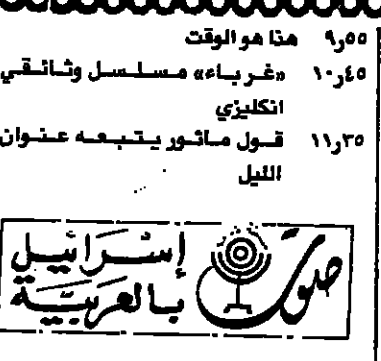 ٩٫٥٥ هذا هو الوقت
١٠٫٤٥ «غرباء» مسلسل وثائقي
انكليزي
١١٫٣٥ قول مأثور يتبعه عنوان
الليل
صوت إسرائيل
بالعربية